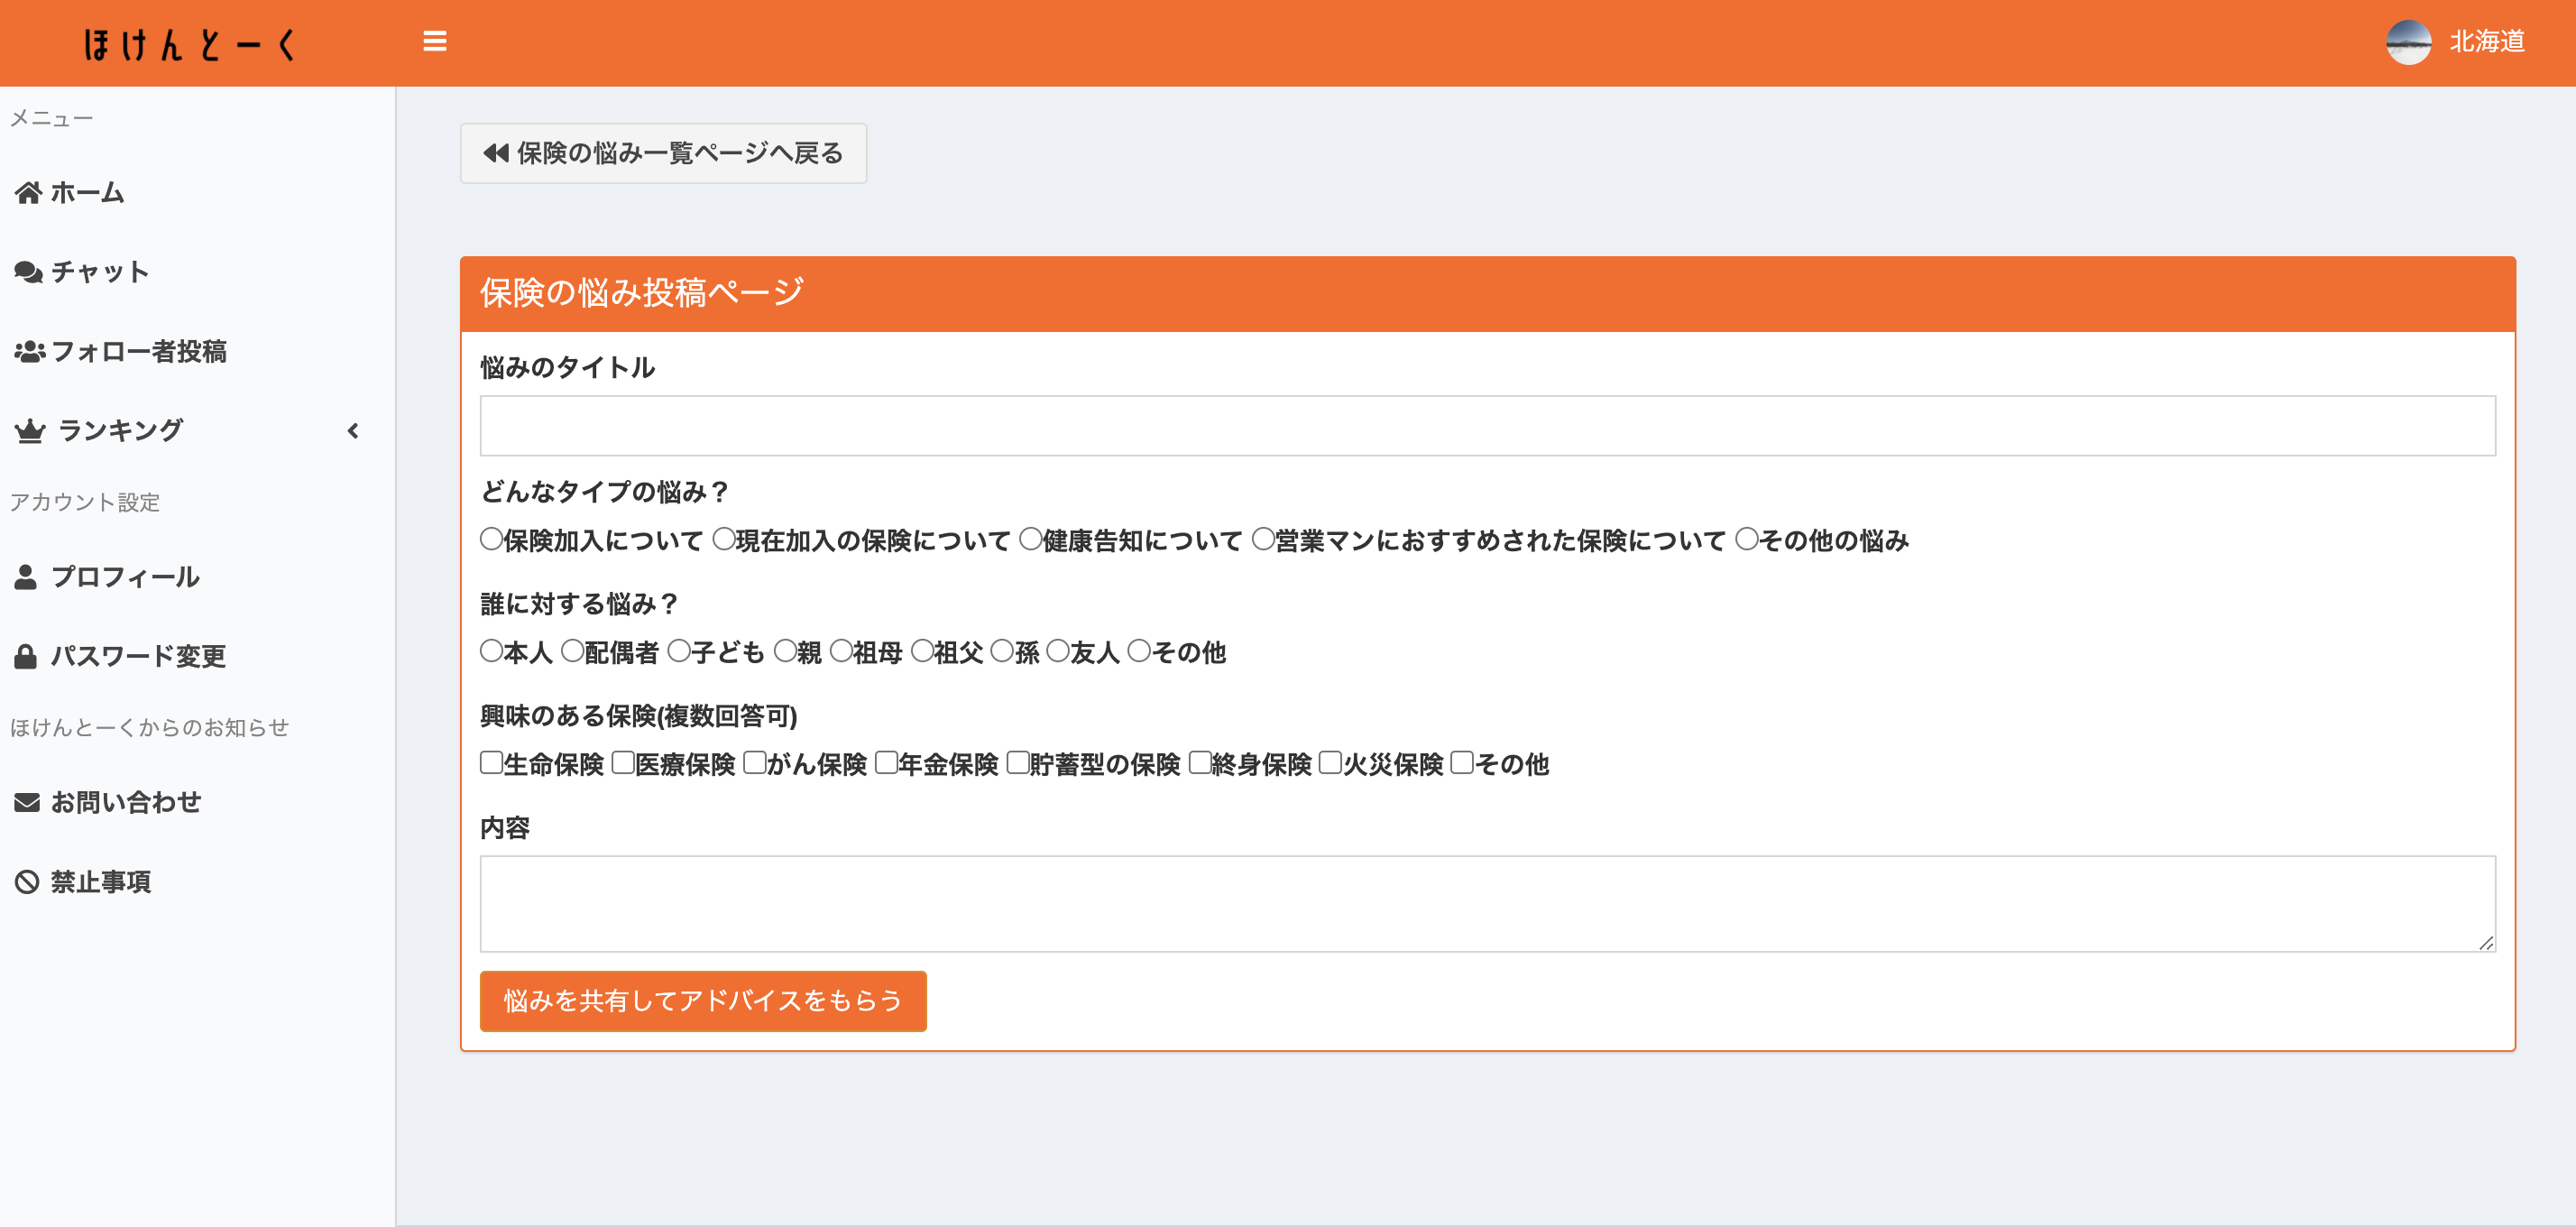 ほけんとーく
北海道
メニュー
ホーム
チャット
フォロー者投稿
ランキング
アカウント設定
プロフィール
パスワード変更
ほけんとーくからのお知らせ
お問い合わせ
禁止事項
保険の悩み一覧ページへ戻る
保険の悩み投稿ページ
悩みのタイトル
どんなタイプの悩み？
保険加入について 現在加入の保険について 健康告知について 営業マンにおすすめされた保険について その他の悩み
誰に対する悩み？
本人 配偶者 子ども 親 祖母 祖父 孫 友人 その他
興味のある保険(複数回答可)
生命保険 医療保険 がん保険 年金保険 貯蓄型の保険 終身保険 火災保険 その他
内容
悩みを共有してアドバイスをもらう